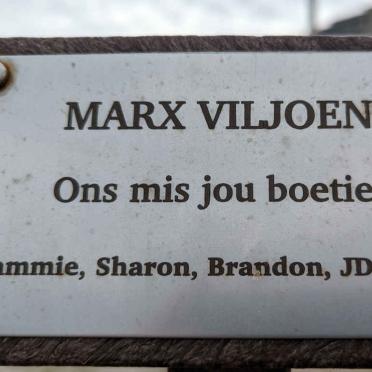 MARX VILJOEN
Ons mis jou boetie
ammie, Sharon, Brandon, JD